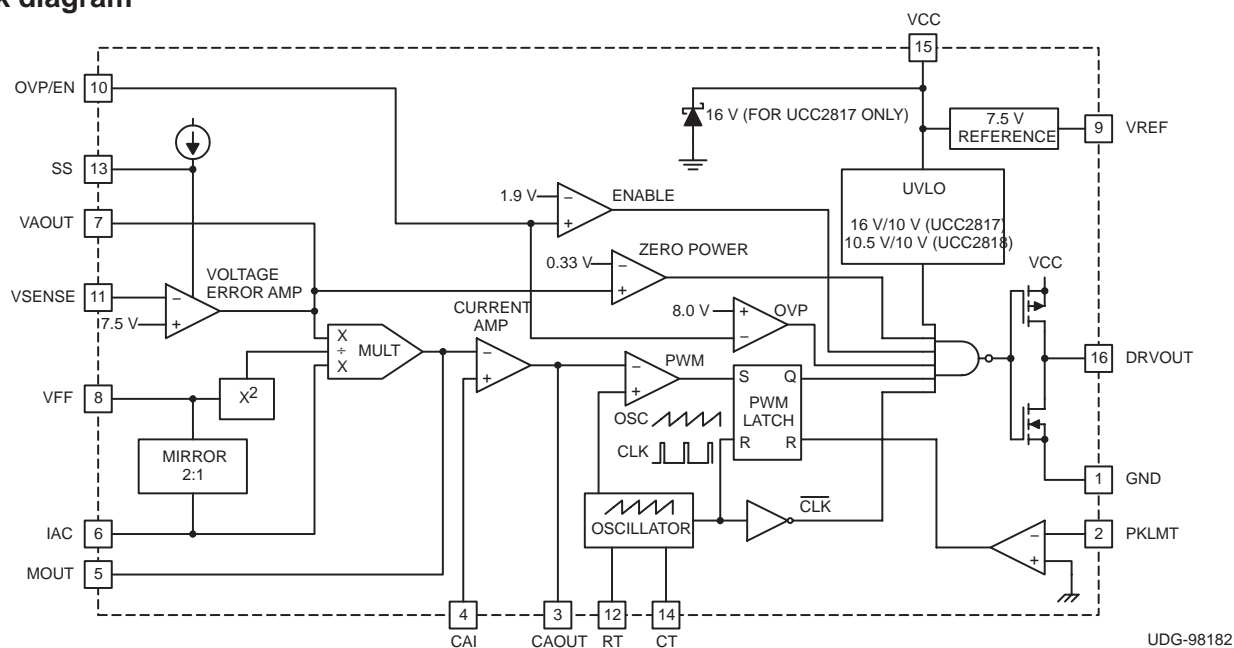 k diagram
VCC
15
OVP/EN 10
16 V (FOR UCC2817 ONLY)
7.5 V
REFERENCE
9 VREF
SS 13
UVLO
16 V/10 V (UCC2817)
10.5 V/10 V (UCC2818)
1.9 V
−
+
ENABLE
VAOUT 7
0.33 V
−
+
ZERO POWER
VCC
VOLTAGE
ERROR AMP
VSENSE 11
−
7.5 V
+
CURRENT
AMP
8.0 V
+
−
OVP
X
÷
X
MULT
−
+
−
+
PWM
16 DRVOUT
S Q
PWM
LATCH
R R
VFF 8
X2
OSC
CLK
MIRROR
2:1
1 GND
OSCILLATOR
CLK
IAC 6
−
+
2 PKLMT
MOUT 5
4
3
12
14
CAI
CAOUT
RT
CT
UDG-98182